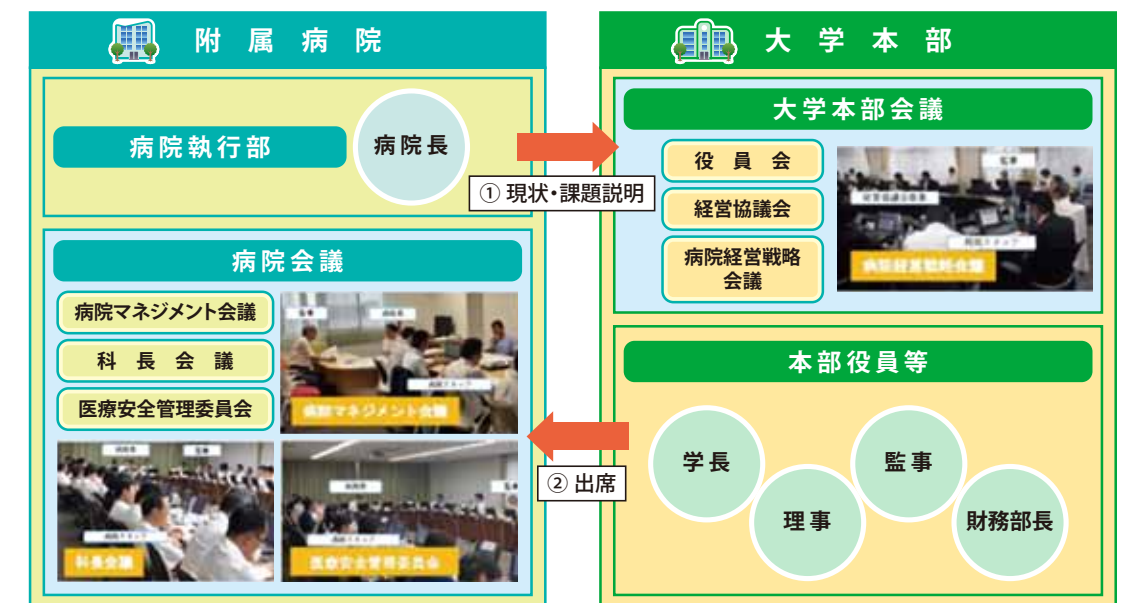 附属病院
病院執行部
病院長
① 現状・課題説明
病院会議
病院マネジメント会議
科長会議
医療安全管理委員会
病院マネジメント会議
科長会議
医療安全管理委員会
大学本部
大学本部会議
役員会
経営協議会
病院経営戦略
会議
病院経営戦略会議
本部役員等
② 出席
学長
理事
監事
財務部長